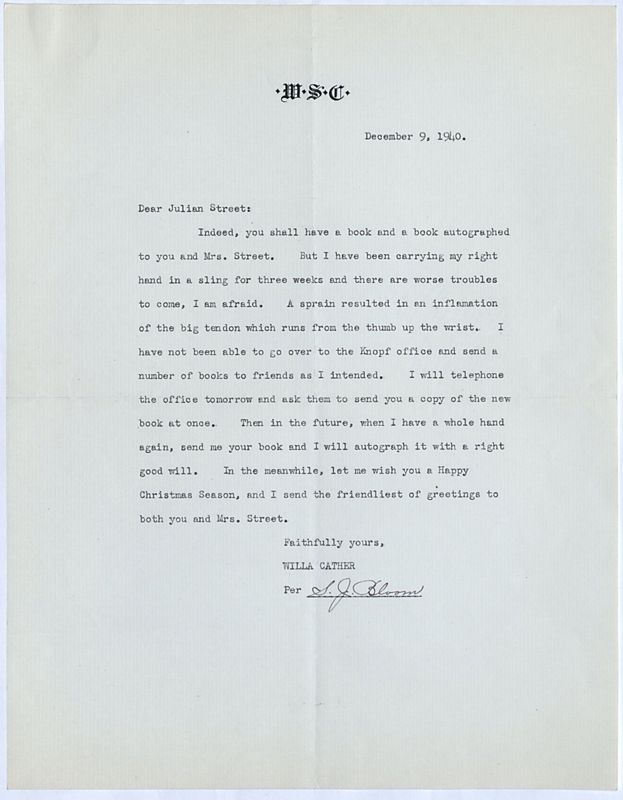 ·W·S·C·
December 9, 1940.
Dear Julian Street:
Indeed, you shall have a book and a book autographed
to you and Mrs. Street. But I have been carrying my right
hand in a sling for three weeks and there are worse troubles
to come, I am afraid. A sprain resulted in an inflamation
of the big tendon which runs from the thumb up the wrist. I
have not been able to go over to the Knopf office and send a
number of books to friends as I intended. I will telephone
the office tomorrow and ask them to send you a copy of the new
book at once. Then in the future, when I have a whole hand
again, send me your book and I will autograph it with a right
good will. In the meanwhile, let me wish you a Happy
Christmas Season, and I send the friendliest of greetings to
both you and Mrs. Street.
Faithfully yours,
WILLA CATHER
Per S. J. Bloom